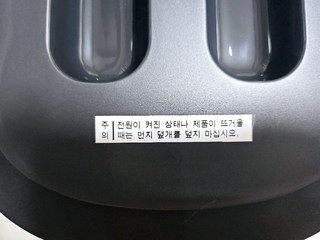 주 전원이 켜진 상태나 제품이 뜨거울
의 때는 먼지 덮개를 덮지 마십시오.